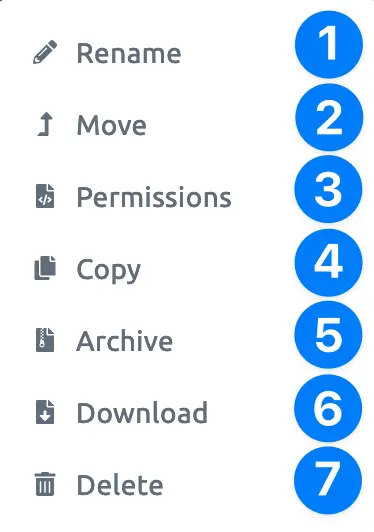 Rename 1
Move 2
Permissions 3
Copy 4
Archive 5
Download 6
Delete 7